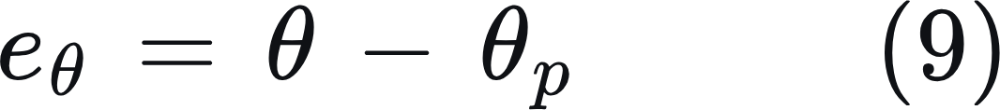 e_θ = θ − θ_p (9)